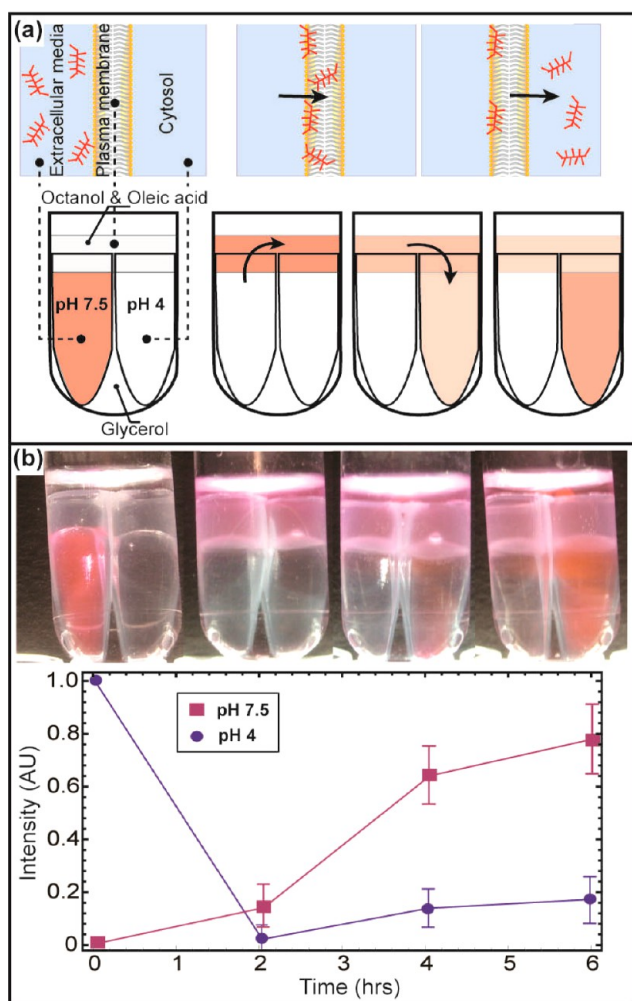 (a)
Extracellular media
Plasma membrane
Cytosol
Octanol & Oleic acid
pH 7.5
pH 4
Glycerol
(b)
1.0
0.8
0.6
0.4
0.2
0
Intensity (AU)
pH 7.5
pH 4
0
1
2
3
4
5
6
Time (hrs)